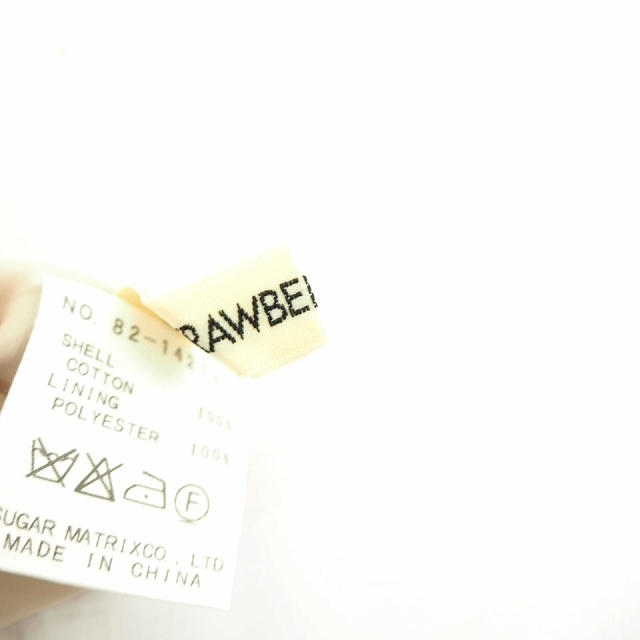 RAWBE
NO. 82-142
SHELL
COTTON 100%
LINING
POLYESTER 100%
F
SUGAR MATRIXCO., LTD
MADE IN CHINA